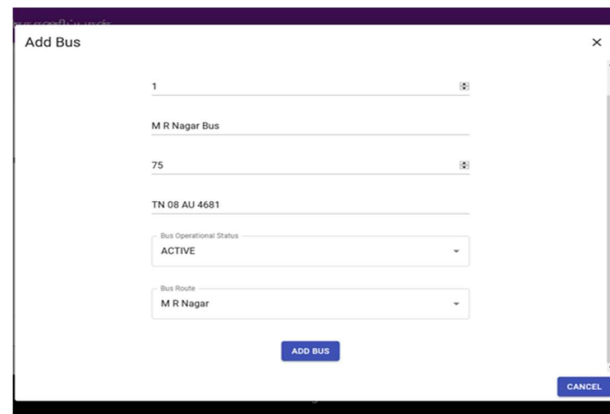 Add Bus
×
1
M R Nagar Bus
75
TN 08 AU 4681
Bus Operational Status
ACTIVE
Bus Route
M R Nagar
ADD BUS
CANCEL